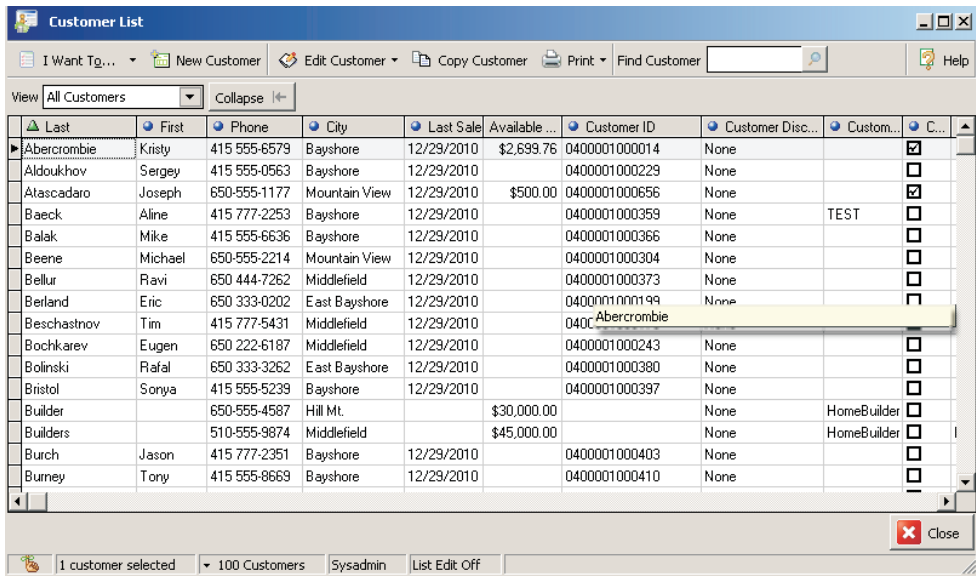 Customer List
I Want To... New Customer Edit Customer Copy Customer Print Find Customer Help
View All Customers Collapse
Last First Phone City Last Sale Available ... Customer ID Customer Disc... Custom... C...
Abercrombie Kristy 415 555-6579 Bayshore 12/29/2010 $2,699.76 0400001000014 None
Aldoukhov Sergey 415 555-0563 Bayshore 12/29/2010 0400001000229 None
Atascadaro Joseph 650-555-1177 Mountain View 12/29/2010 $500.00 0400001000656 None
Baeck Aline 415 777-2253 Bayshore 12/29/2010 0400001000359 None TEST
Balak Mike 415 555-6636 Bayshore 12/29/2010 0400001000366 None
Beene Michael 650-555-2214 Mountain View 12/29/2010 0400001000304 None
Bellur Ravi 650 444-7262 Middlefield 12/29/2010 0400001000373 None
Berland Eric 650 333-0202 East Bayshore 12/29/2010 0400001000199 None
Beschastnov Tim 415 777-5431 Middlefield 12/29/2010 040 Abercrombie
Bochkarev Eugen 650 222-6187 Middlefield 12/29/2010 0400001000243 None
Bolinski Rafal 650 333-3262 East Bayshore 12/29/2010 0400001000380 None
Bristol Sonya 415 555-5239 Bayshore 12/29/2010 0400001000397 None
Builder 650-555-4587 Hill Mt. $30,000.00 None HomeBuilder
Builders 510-555-9874 Middlefield $45,000.00 None HomeBuilder
Burch Jason 415 777-2351 Bayshore 12/29/2010 0400001000403 None
Burney Tony 415 555-8669 Bayshore 12/29/2010 0400001000410 None
Close
1 customer selected 100 Customers Sysadmin List Edit Off